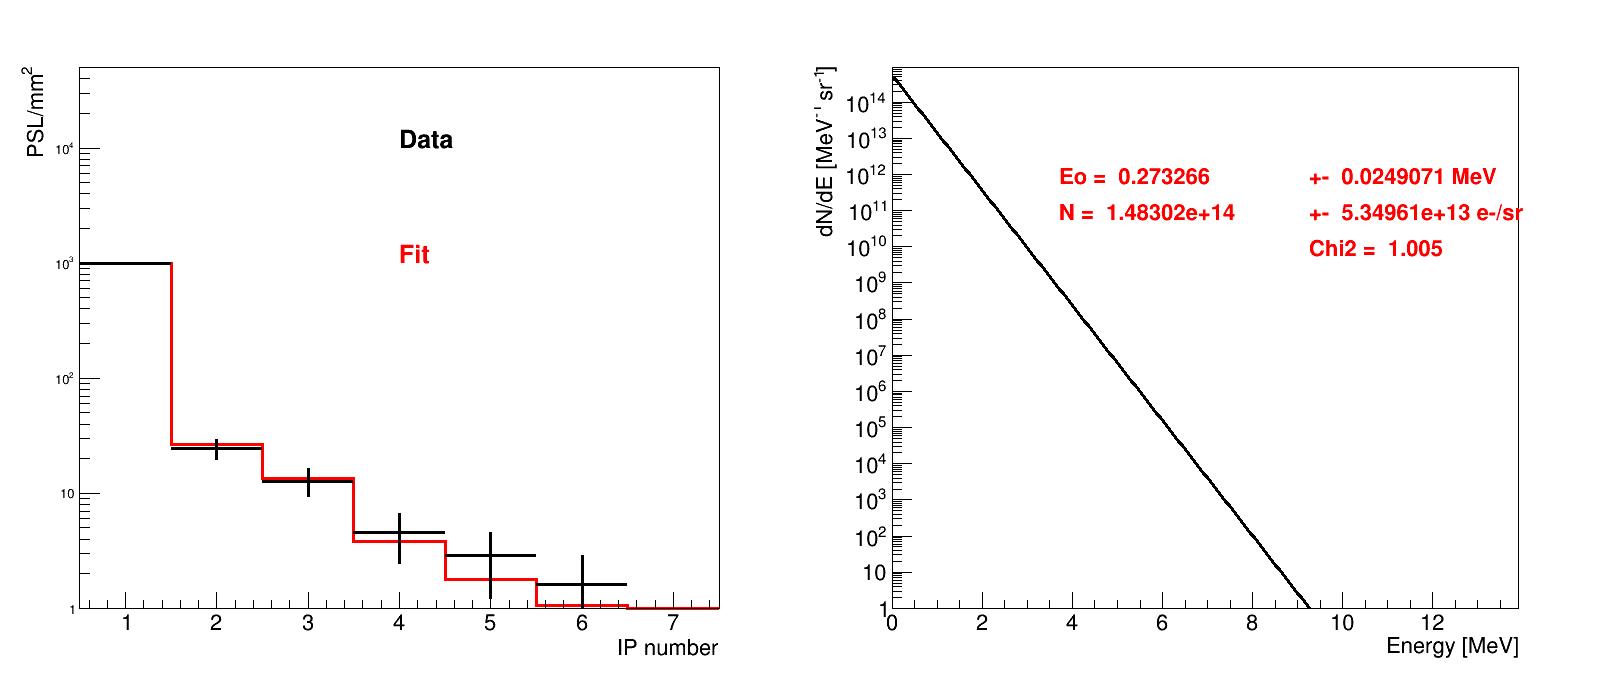 PSL/mm²
10⁴
10³
10²
10
1
Data
Fit
1 2 3 4 5 6 7
IP number
dN/dE [MeV⁻¹ sr⁻¹]
10¹⁴
10¹³
10¹²
10¹¹
10¹⁰
10⁹
10⁸
10⁷
10⁶
10⁵
10⁴
10³
10²
10
1
Eo = 0.273266 +- 0.0249071 MeV
N = 1.48302e+14 +- 5.34961e+13 e-/sr
Chi2 = 1.005
0 2 4 6 8 10 12
Energy [MeV]